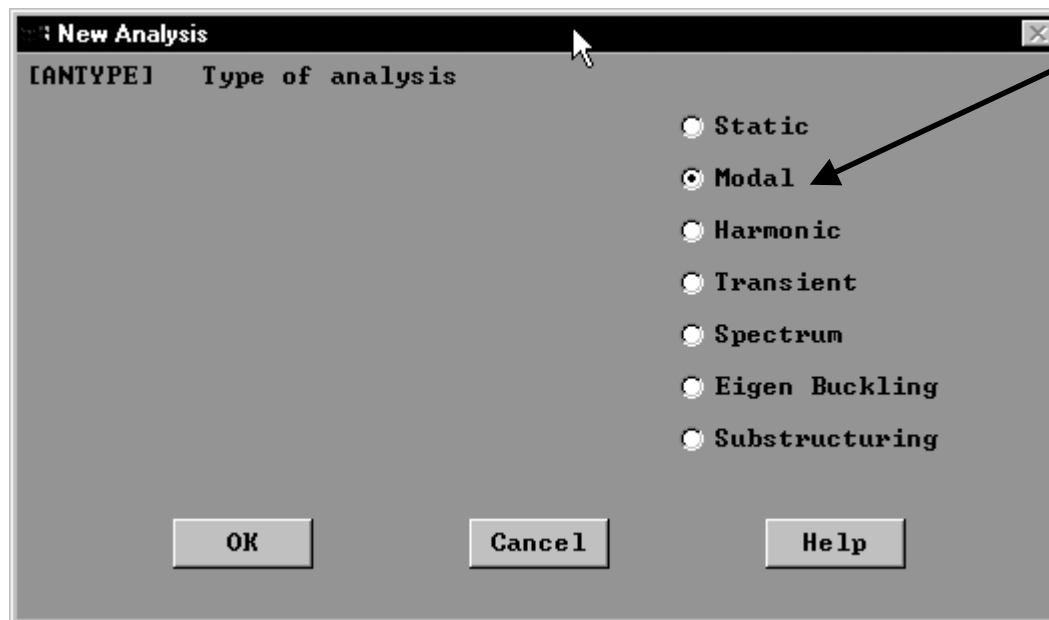 New Analysis
[ANTYPE] Type of analysis
Static
Modal
Harmonic
Transient
Spectrum
Eigen Buckling
Substructuring
OK Cancel Help